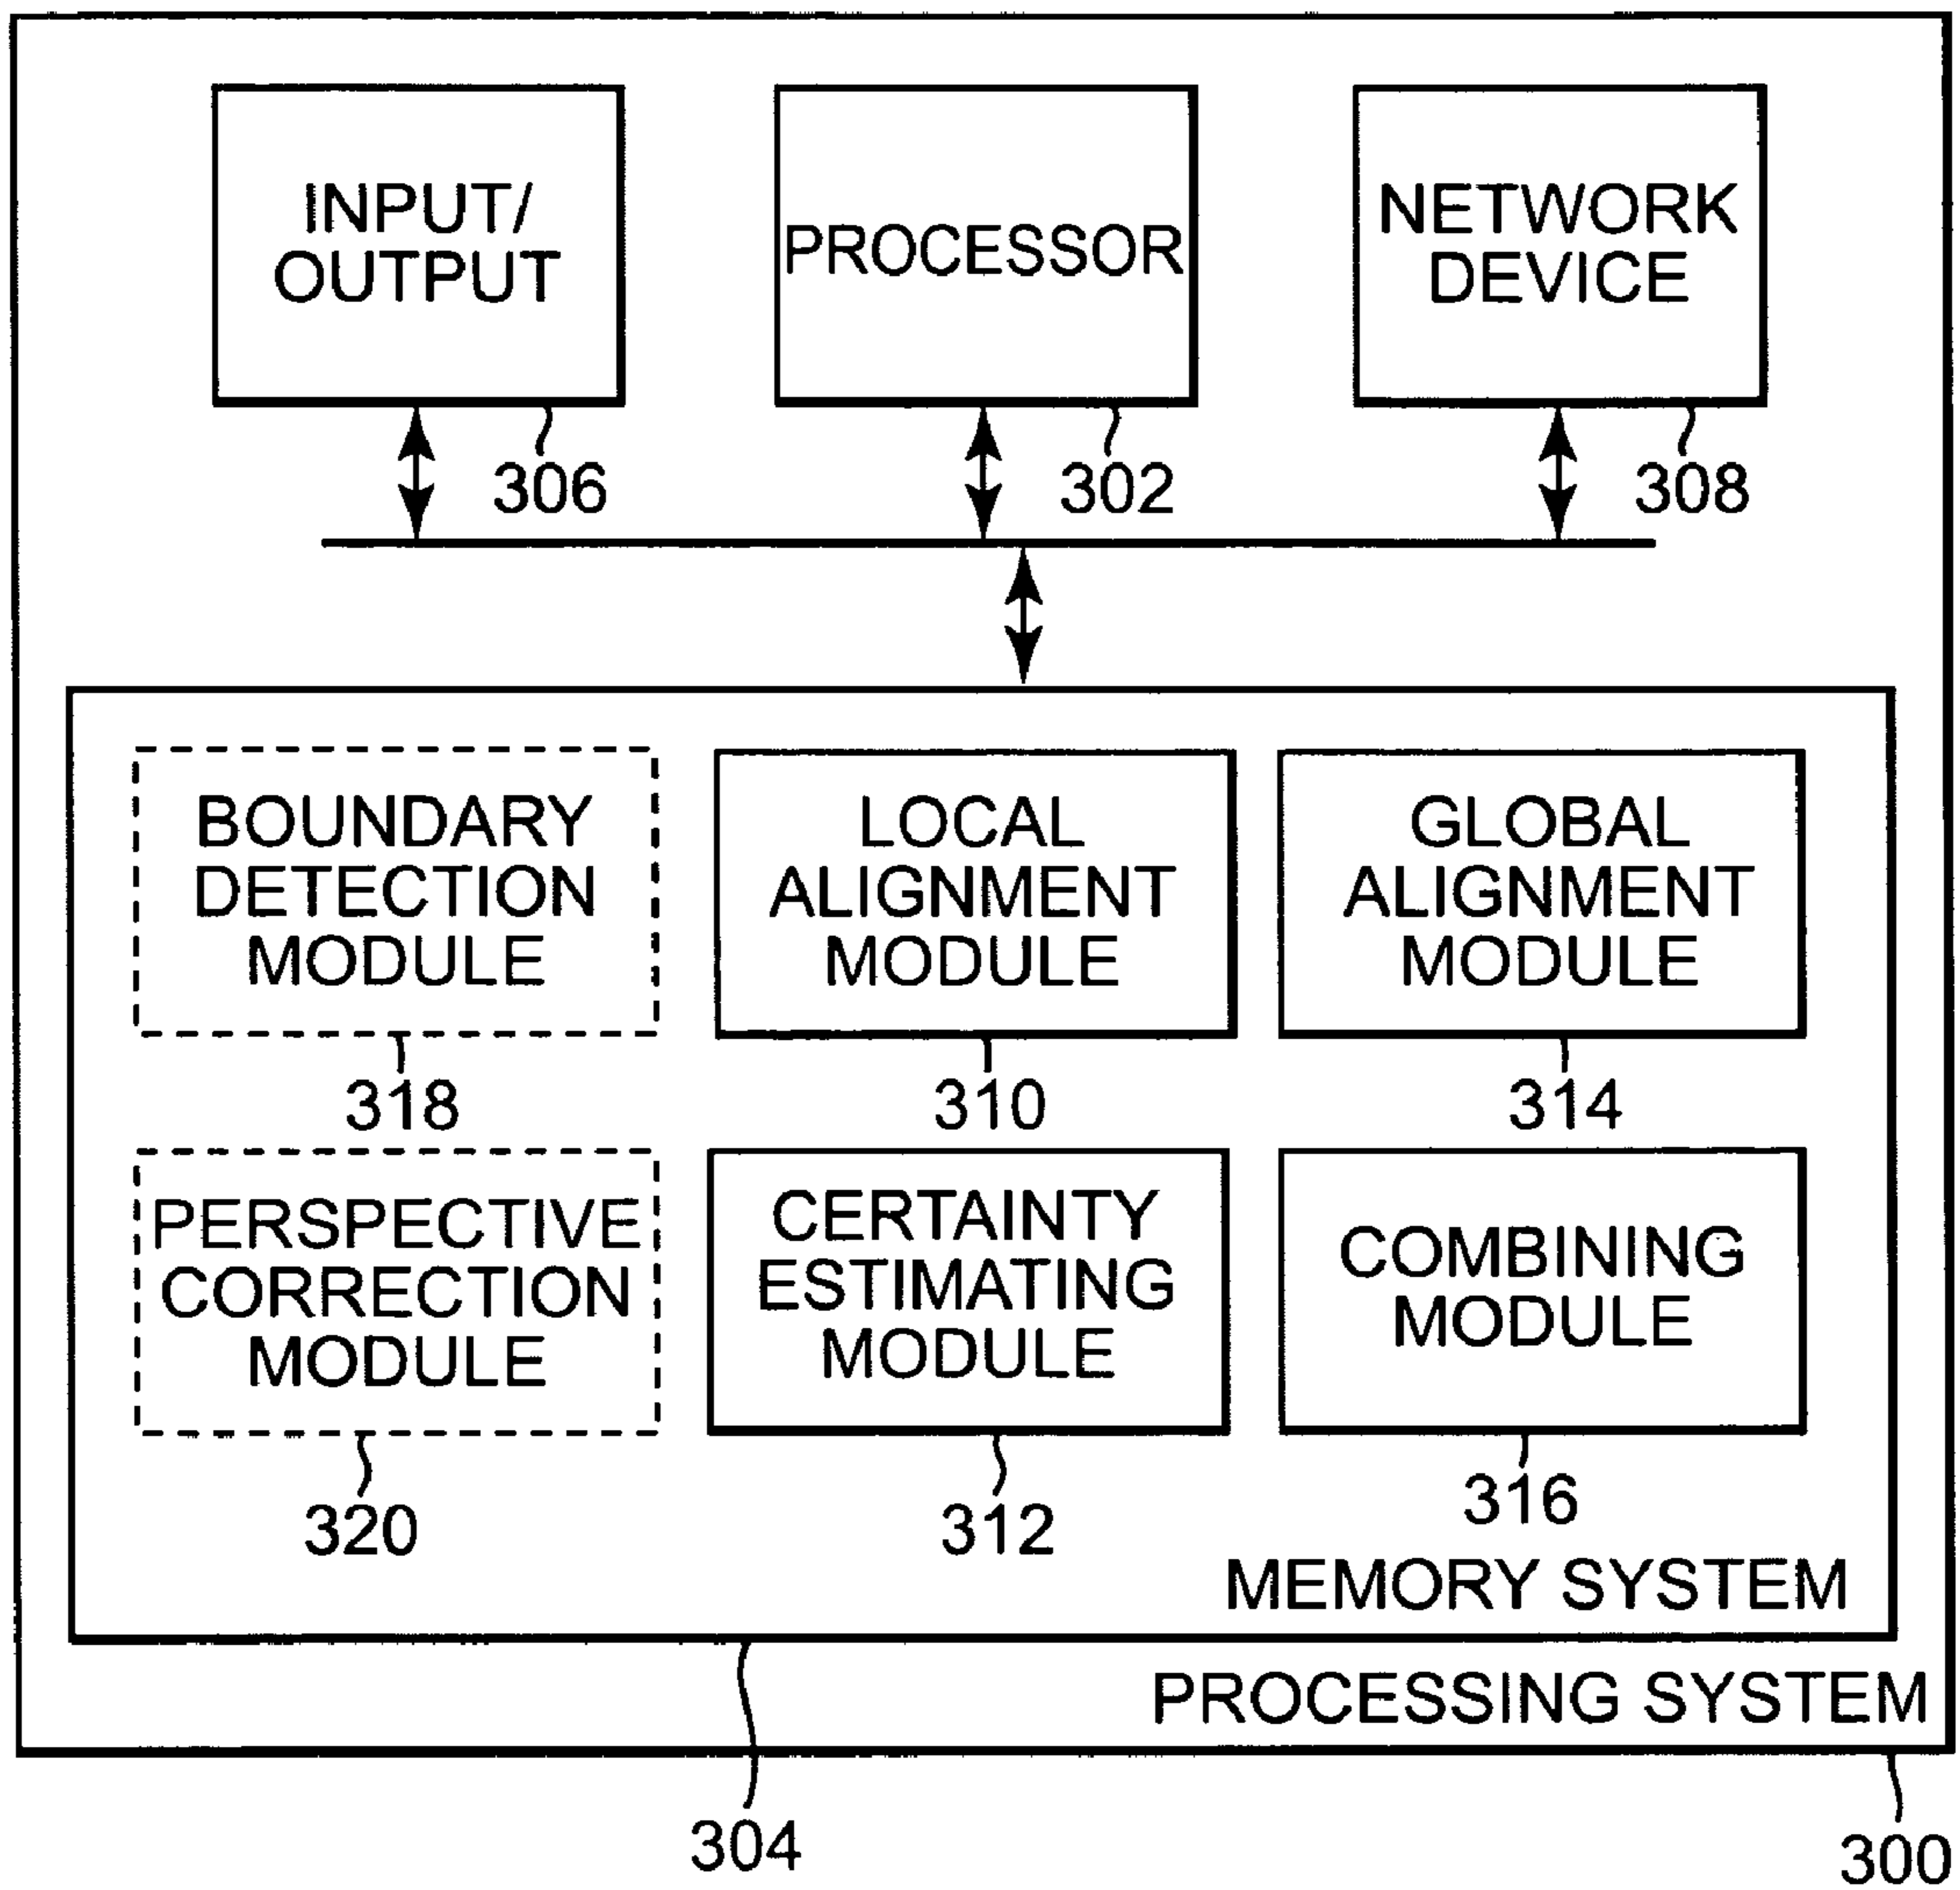 INPUT/
OUTPUT
PROCESSOR
NETWORK
DEVICE
306
302
308
BOUNDARY
DETECTION
MODULE
LOCAL
ALIGNMENT
MODULE
GLOBAL
ALIGNMENT
MODULE
318
310
314
PERSPECTIVE
CORRECTION
MODULE
CERTAINTY
ESTIMATING
MODULE
COMBINING
MODULE
320
312
316
MEMORY SYSTEM
PROCESSING SYSTEM
304
300